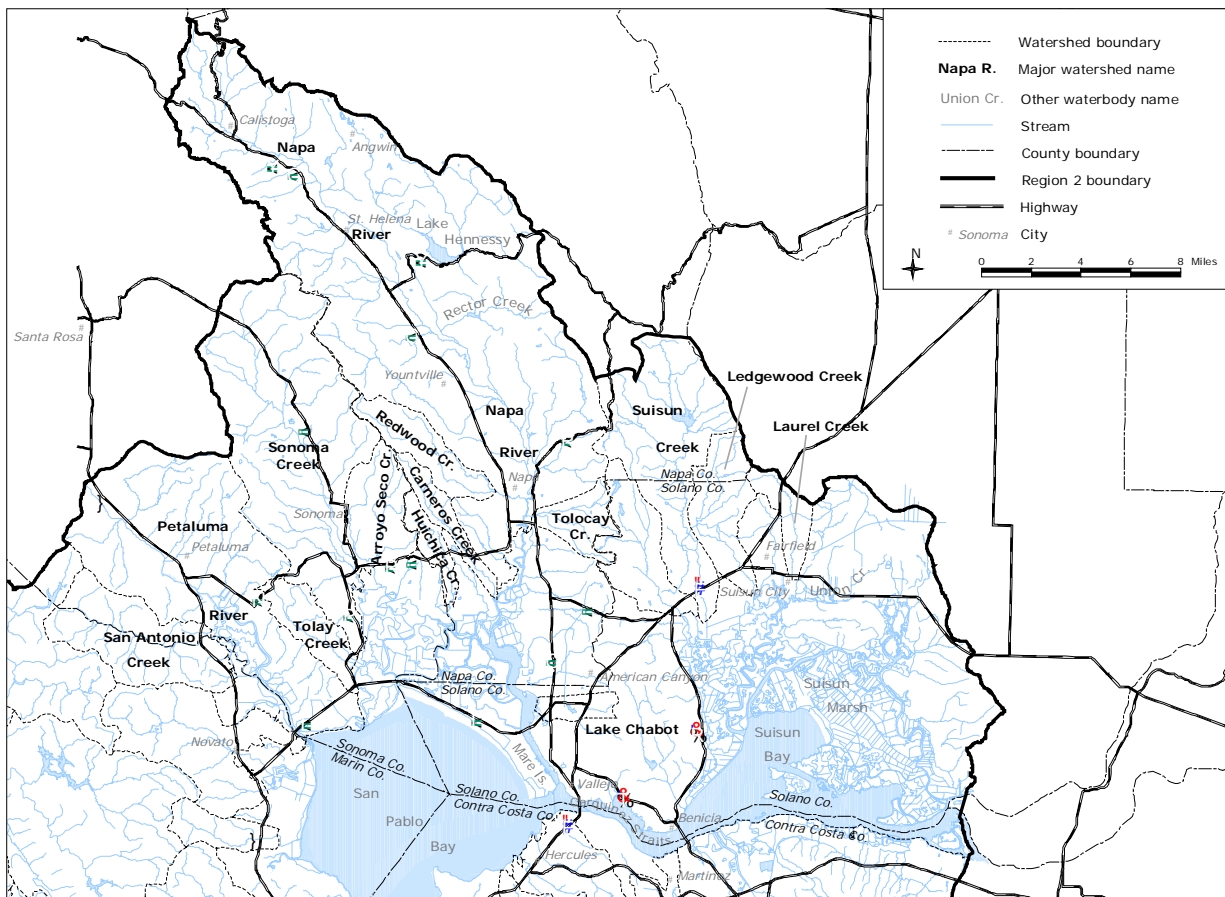 Watershed boundary
Napa R. Major watershed name
Union Cr. Other waterbody name
Stream
County boundary
Region 2 boundary
Highway
Sonoma City
N
0 2 4 6 8 Miles
Calistoga
Napa
Angwin
St. Helena
River
Lake
Hennessy
Rector Creek
Santa Rosa
Yountville
Ledgewood Creek
Napa
River
Suisun
Creek
Laurel Creek
Redwood Cr.
Sonoma
Creek
Napa Co.
Solano Co.
Napa
Arroyo Seco Cr
Carneros Creek
Huichica Cr.
Sonoma
Tolocay
Cr.
Petaluma
Petaluma
Fairfield
Suisun City
Union Cr.
River
Tolay
Creek
San Antonio
Creek
Napa Co.
Solano Co.
American Canyon
Suisun
Marsh
Lake Chabot
Suisun
Bay
Novato
Sonoma Co.
Marin Co.
Mare Is.
Vallejo
Solano Co.
Contra Costa Co.
San
Pablo
Bay
Carquinez Straits
Benicia
Solano Co.
Contra Costa Co.
Hercules
Martinez